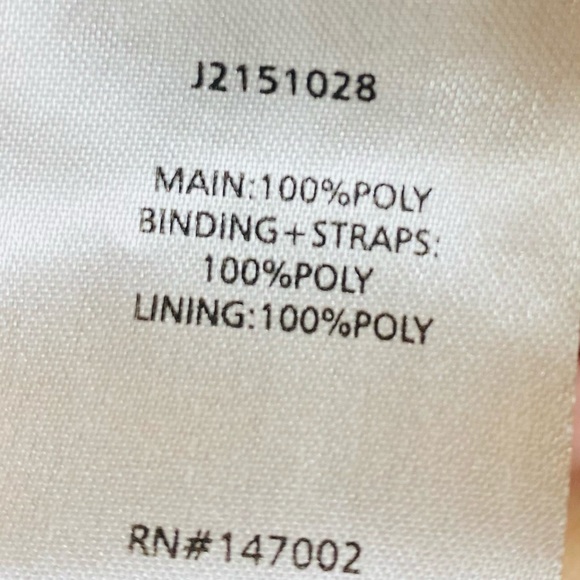 J2151028
MAIN:100%POLY
BINDING+STRAPS:
100%POLY
LINING:100%POLY
RN#147002